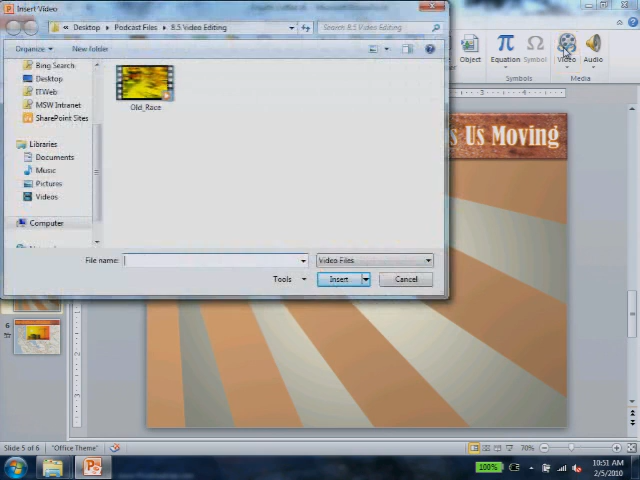 Insert Video
« Desktop ▸ Podcast Files ▸ 8.5 Video Editing
Search 8.5 Video Editing
Organize
New folder
Bing Search
Desktop
ITWeb
MSW Intranet
SharePoint Sites
Libraries
Documents
Music
Pictures
Videos
Computer
Old_Race
File name:
Video Files
Tools
Insert
Cancel
Object
Equation
Symbol
Video
Audio
Symbols
Media
s Us Moving
6
Slide 5 of 6
"Office Theme"
70%
100%
10:51 AM
2/5/2010